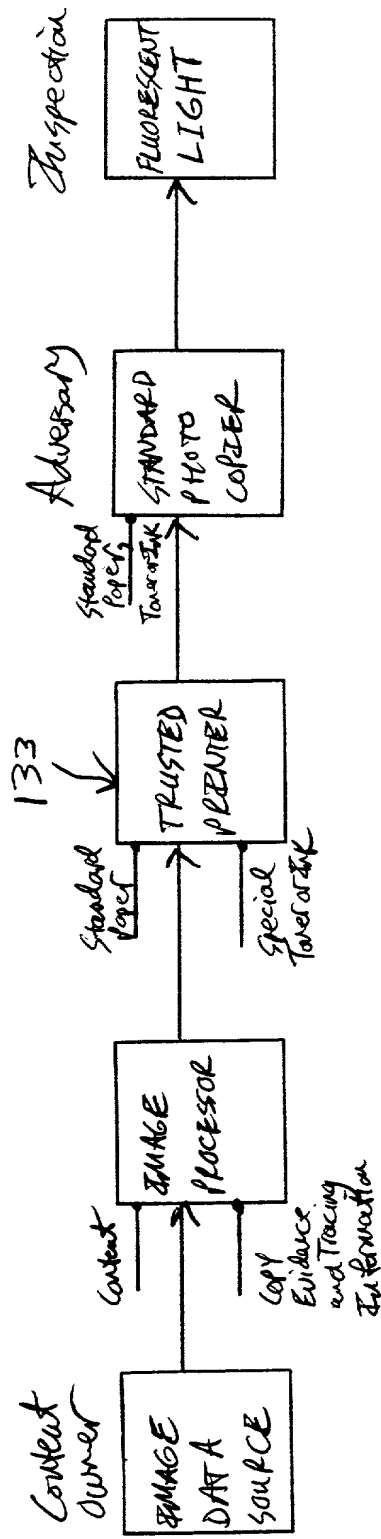 Content
Owner
IMAGE
DATA
SOURCE
Content
IMAGE
PROCESSOR
Copy
Evidence
and Tracing
Information
133
Standard
Paper
TRUSTED
PRINTER
Special
Toner or Ink
Adversary
Standard
Paper,
Toner or Ink
STANDARD
PHOTO
COPIER
Inspection
FLUORESCENT
LIGHT